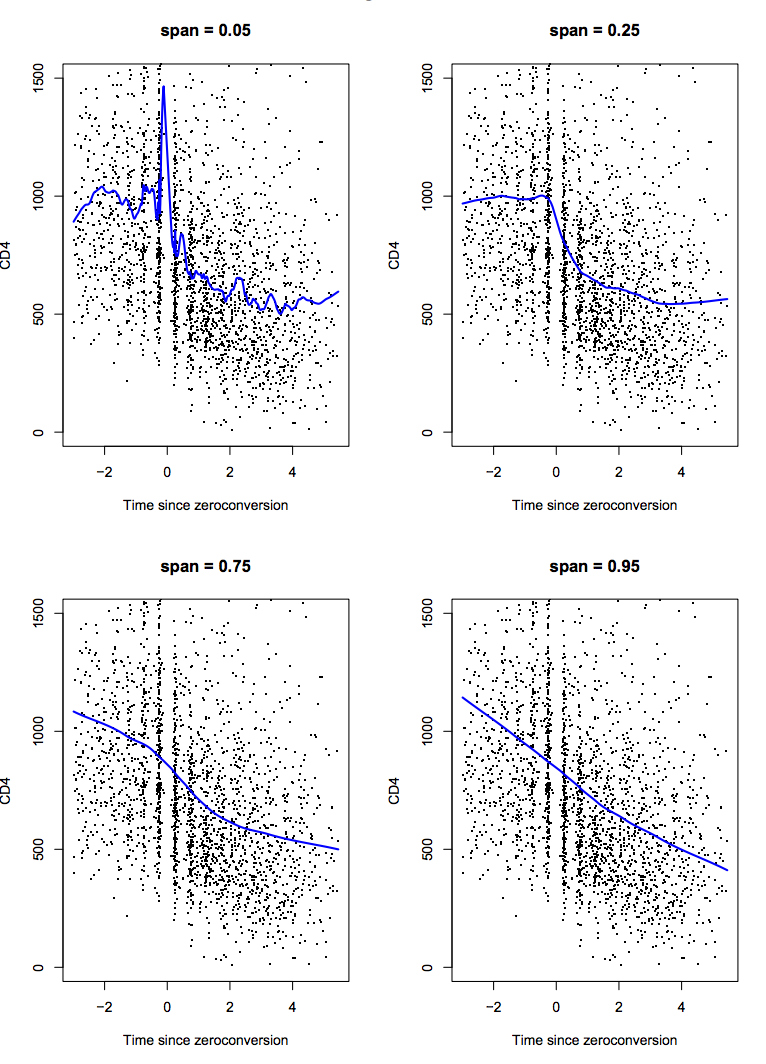 span = 0.05
1500
1000
500
0
CD4
−2 0 2 4
Time since zeroconversion
span = 0.25
1500
1000
500
0
CD4
−2 0 2 4
Time since zeroconversion
span = 0.75
1500
1000
500
0
CD4
−2 0 2 4
Time since zeroconversion
span = 0.95
1500
1000
500
0
CD4
−2 0 2 4
Time since zeroconversion